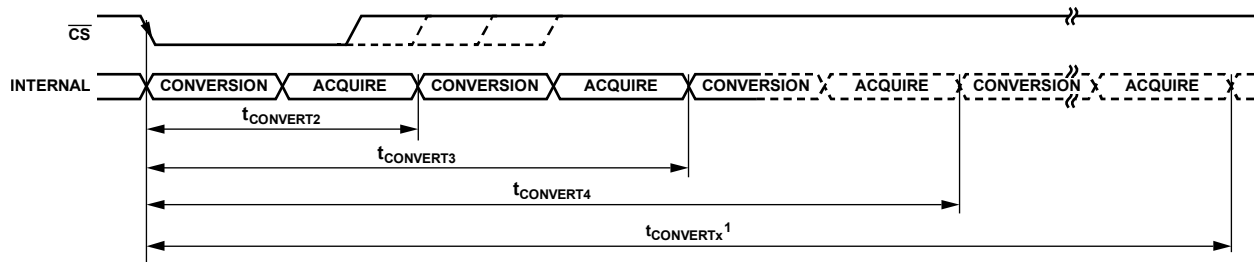 CS
INTERNAL CONVERSION ACQUIRE CONVERSION ACQUIRE CONVERSION ACQUIRE CONVERSION ACQUIRE
tCONVERT2
tCONVERT3
tCONVERT4
tCONVERTx1